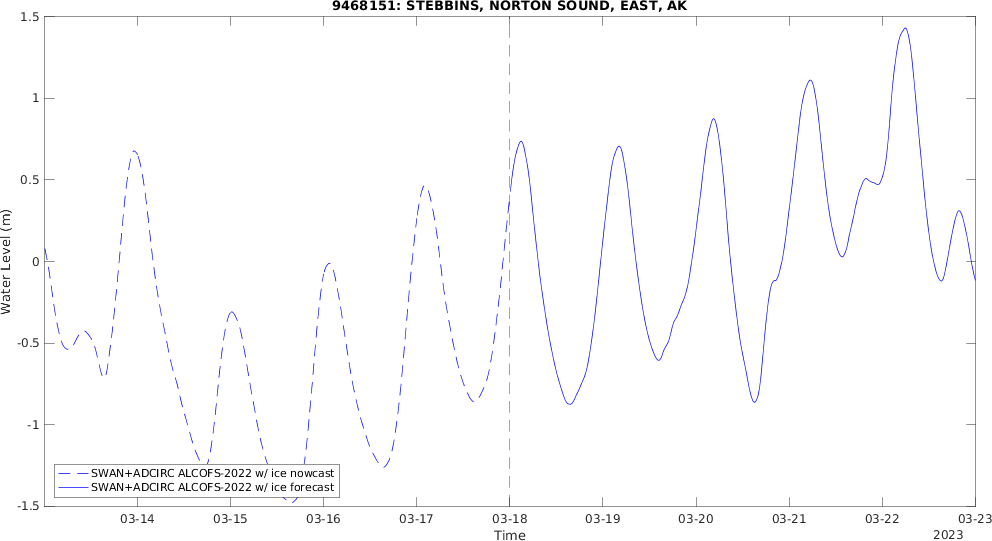 9468151: STEBBINS, NORTON SOUND, EAST, AK
1.5
1
0.5
0
-0.5
-1
-1.5
Water Level (m)
SWAN+ADCIRC ALCOFS-2022 w/ ice nowcast
SWAN+ADCIRC ALCOFS-2022 w/ ice forecast
03-14 03-15 03-16 03-17 03-18 03-19 03-20 03-21 03-22 03-23
Time
2023